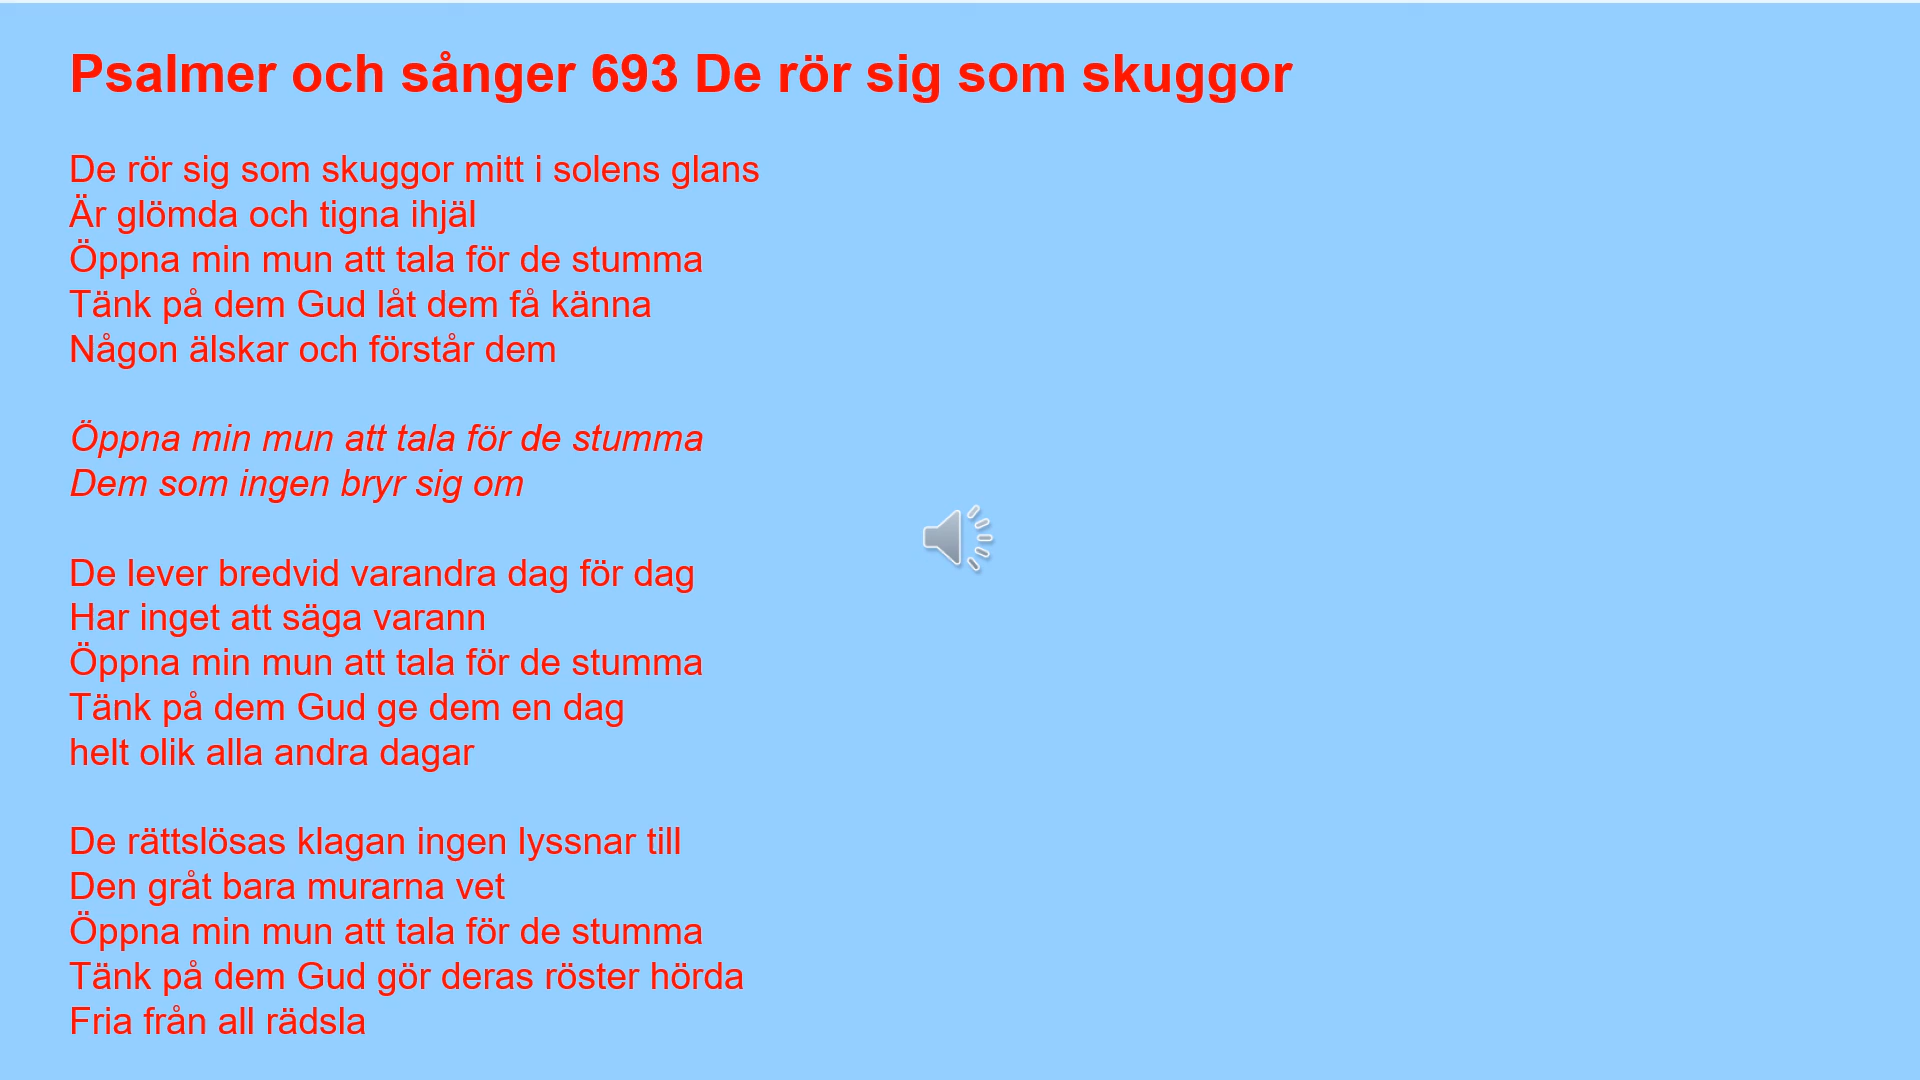 Psalmer och sånger 693 De rör sig som skuggor
De rör sig som skuggor mitt i solens glans
Är glömda och tigna ihjäl
Öppna min mun att tala för de stumma
Tänk på dem Gud låt dem få känna
Någon älskar och förstår dem
Öppna min mun att tala för de stumma
Dem som ingen bryr sig om
De lever bredvid varandra dag för dag
Har inget att säga varann
Öppna min mun att tala för de stumma
Tänk på dem Gud ge dem en dag
helt olik alla andra dagar
De rättslösas klagan ingen lyssnar till
Den gråt bara murarna vet
Öppna min mun att tala för de stumma
Tänk på dem Gud gör deras röster hörda
Fria från all rädsla